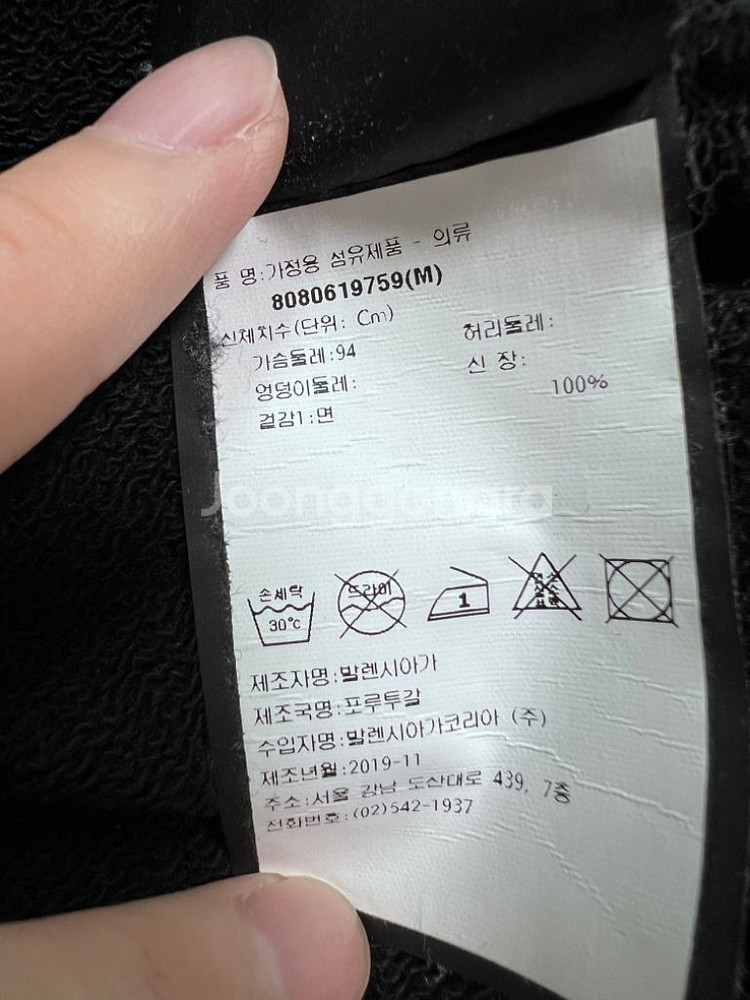 품 명:가정용 섬유제품 - 의류
8080619759(M)
신체치수(단위: Cm)
가슴둘레:94 허리둘레:
엉덩이둘레: 신 장:
겉감1:면 100%
Joonggonara
손세탁 드라이
30℃ 1
제조자명:발렌시아가
제조국명:포루투갈
수입자명:발렌시아가코리아 (주)
제조년월:2019-11
주소:서울 강남 도산대로 439, 7층
전화번호:(02)542-1937